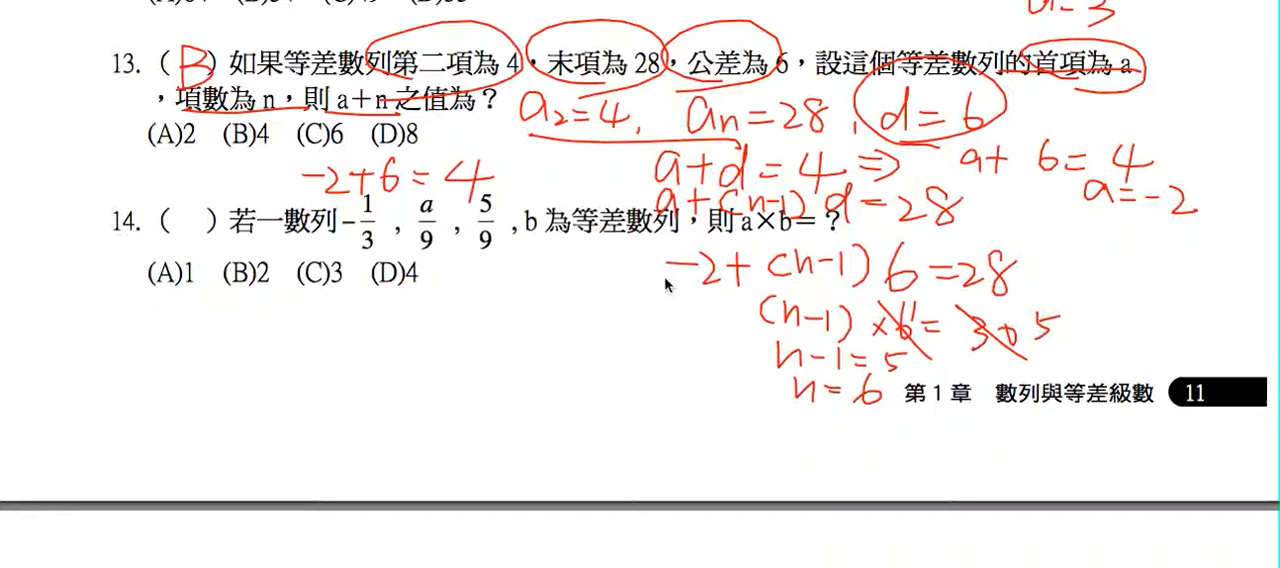 a=3
13. ( B ) 如果等差數列第二項為 4，末項為 28，公差為 6，設這個等差數列的首項為 a
，項數為 n，則 a＋n 之值為？
a₂=4, an=28, d=6
(A)2 (B)4 (C)6 (D)8
a+d=4 ⇒ a+6=4
-2+6=4
a=-2
a+(n-1)d=28
14. ( ) 若一數列 -1/3 , a/9 , 5/9 , b 為等差數列，則 a×b＝？
-2+(n-1)6=28
(A)1 (B)2 (C)3 (D)4
(n-1)×6=30 5
n-1=5
n=6
第 1 章 數列與等差級數 11